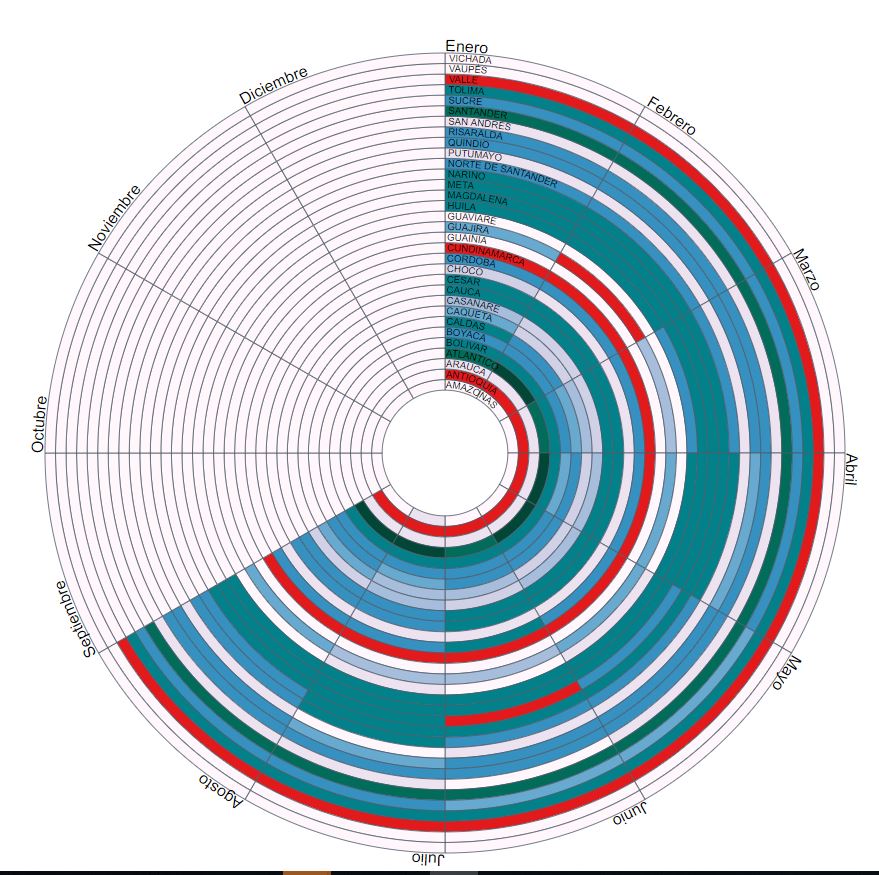 Enero
VICHADA
VAUPÉS
VALLE
TOLIMA
SUCRE
SANTANDER
SAN ANDRES
RISARALDA
QUINDIO
PUTUMAYO
NORTE DE SANTANDER
NARIÑO
META
MAGDALENA
HUILA
GUAVIARE
GUAJIRA
GUAINIA
CUNDINAMARCA
CORDOBA
CHOCO
CESAR
CAUCA
CASANARE
CAQUETA
CALDAS
BOYACA
BOLIVAR
ATLANTICO
ARAUCA
ANTIOQUIA
AMAZONAS
Febrero
Marzo
Abril
Mayo
Junio
Julio
Agosto
Septiembre
Octubre
Noviembre
Diciembre